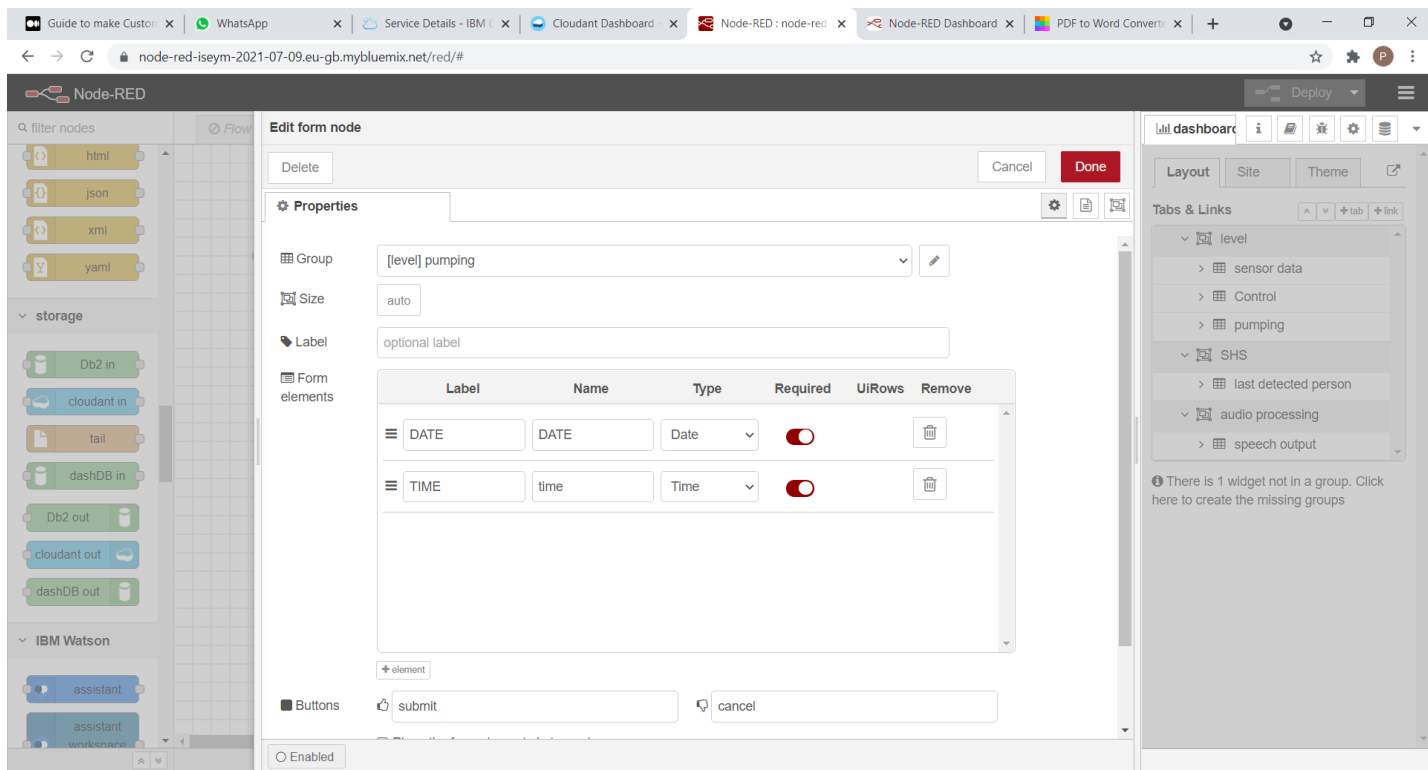 Guide to make Custon
WhatsApp
Service Details - IBM C
Cloudant Dashboard
Node-RED : node-red
Node-RED Dashboard
PDF to Word Converte
node-red-iseym-2021-07-09.eu-gb.mybluemix.net/red/#
P
Node-RED
Deploy
filter nodes
Flow
html
json
xml
yaml
storage
Db2 in
cloudant in
tail
dashDB in
Db2 out
cloudant out
dashDB out
IBM Watson
assistant
assistant
workspace
Edit form node
Delete
Cancel
Done
Properties
Group
[level] pumping
Size
auto
Label
optional label
Form
elements
Label Name Type Required UiRows Remove
DATE DATE Date
TIME time Time
element
Buttons
submit
cancel
Enabled
dashboard
Layout
Site
Theme
Tabs & Links
tab
link
level
sensor data
Control
pumping
SHS
last detected person
audio processing
speech output
There is 1 widget not in a group. Click
here to create the missing groups